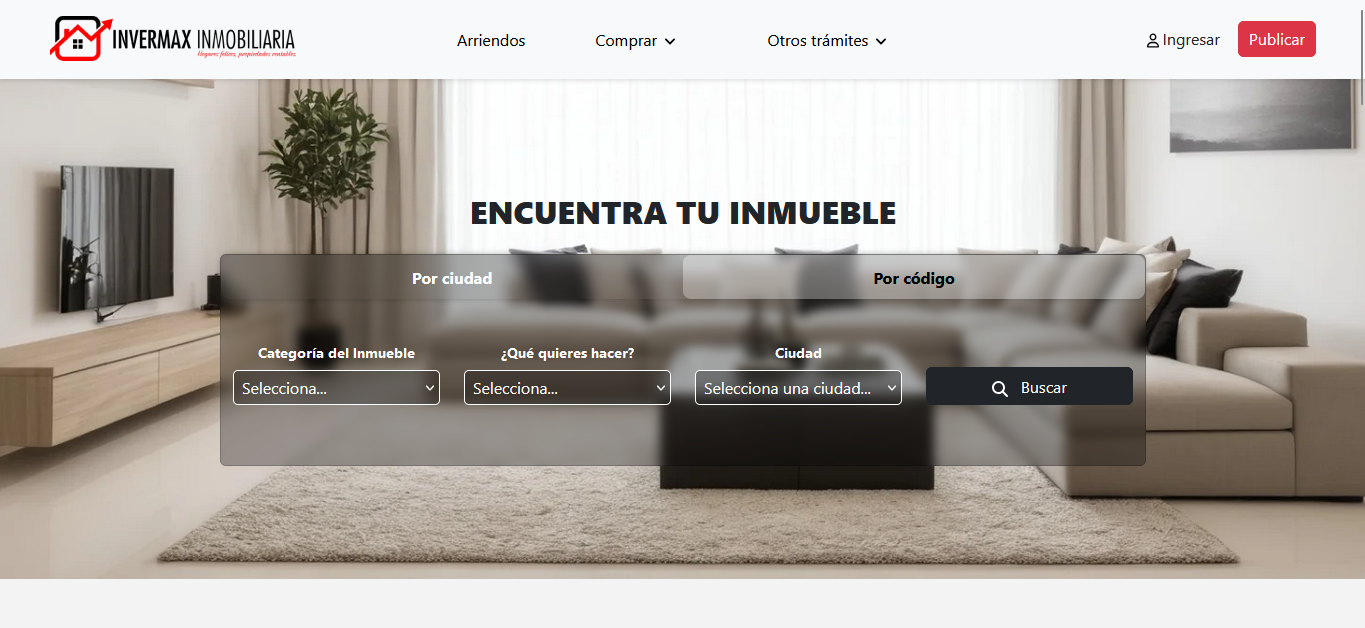 INVERMAX INMOBILIARIA
Hogares felices, propiedades rentables.
Arriendos
Comprar
Otros trámites
Ingresar
Publicar
ENCUENTRA TU INMUEBLE
Por ciudad
Por código
Categoría del Inmueble
¿Qué quieres hacer?
Ciudad
Selecciona...
Selecciona...
Selecciona una ciudad...
Buscar